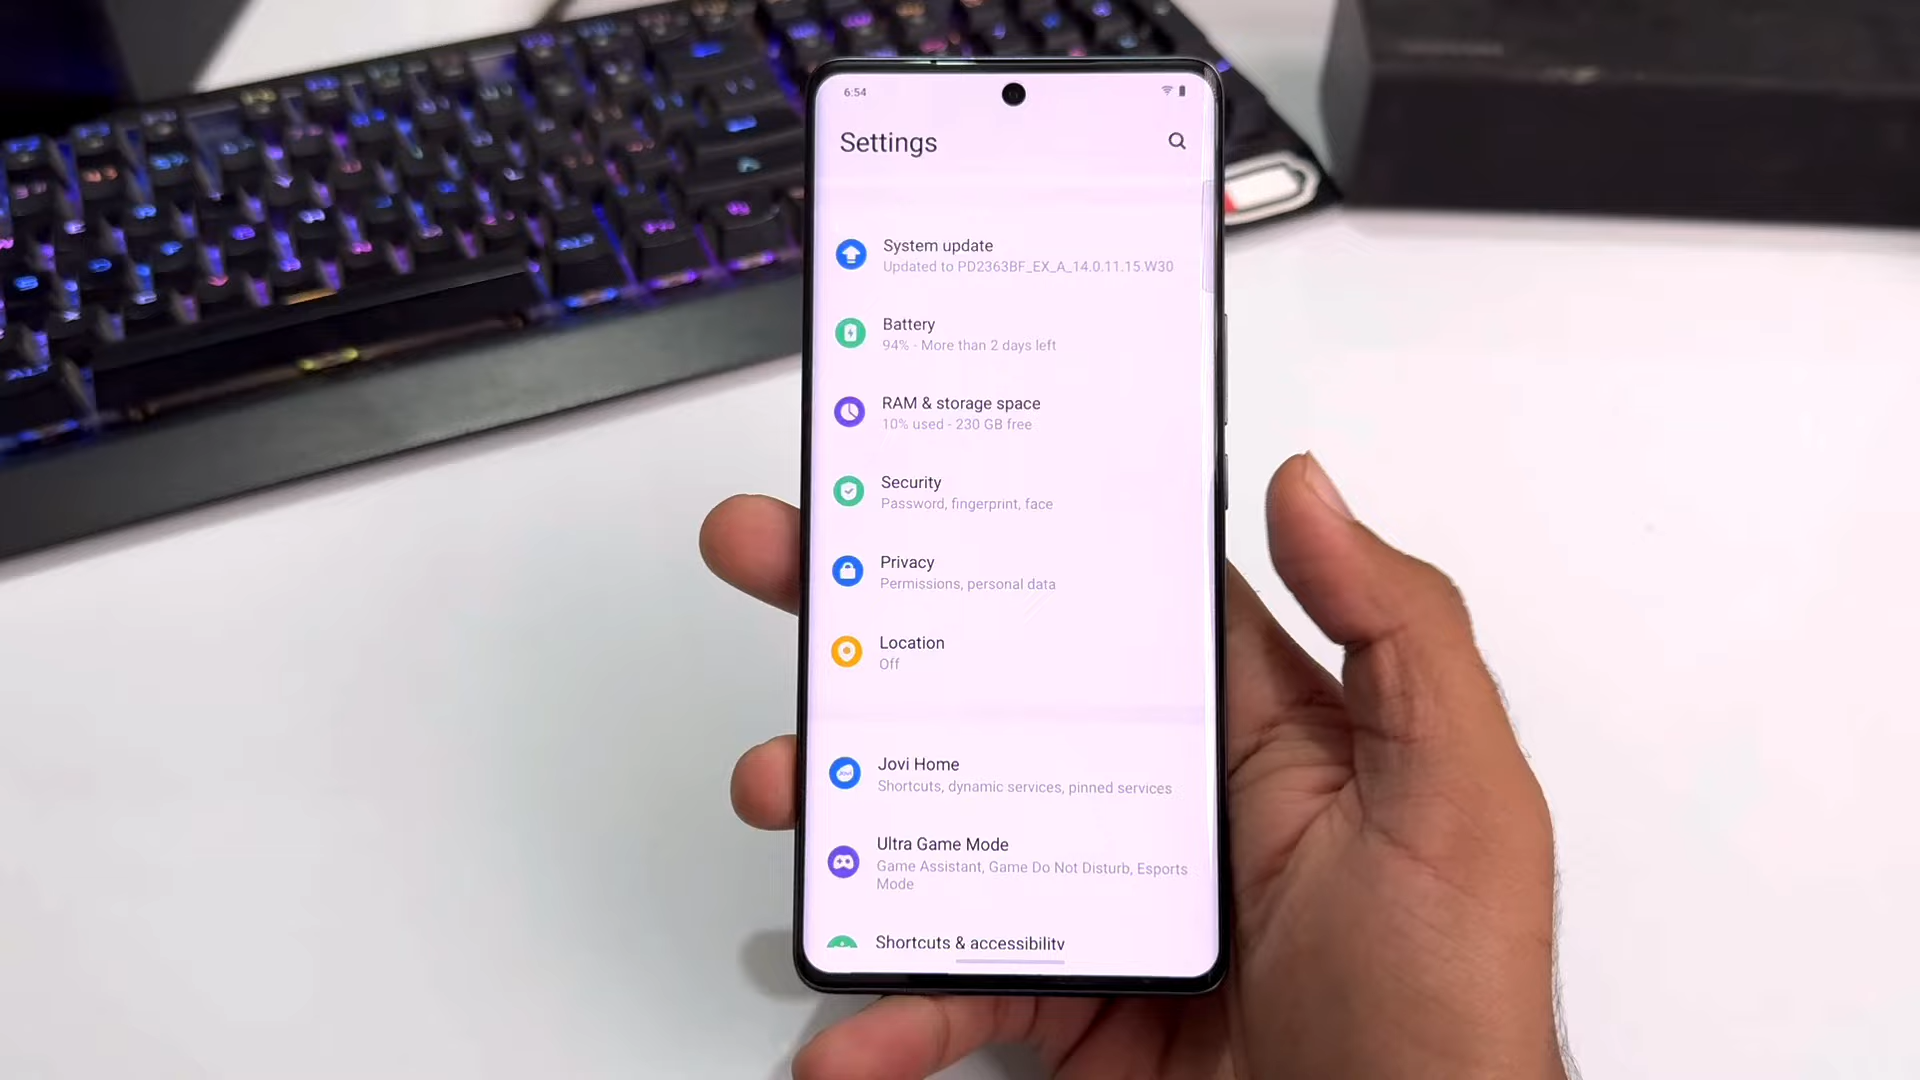 6:54
Settings
System update
Updated to PD2363BF_EX_A_14.0.11.15.W30
Battery
94% - More than 2 days left
RAM & storage space
10% used - 230 GB free
Security
Password, fingerprint, face
Privacy
Permissions, personal data
Location
Off
Jovi Home
Shortcuts, dynamic services, pinned services
Ultra Game Mode
Game Assistant, Game Do Not Disturb, Esports
Mode
Shortcuts & accessibility